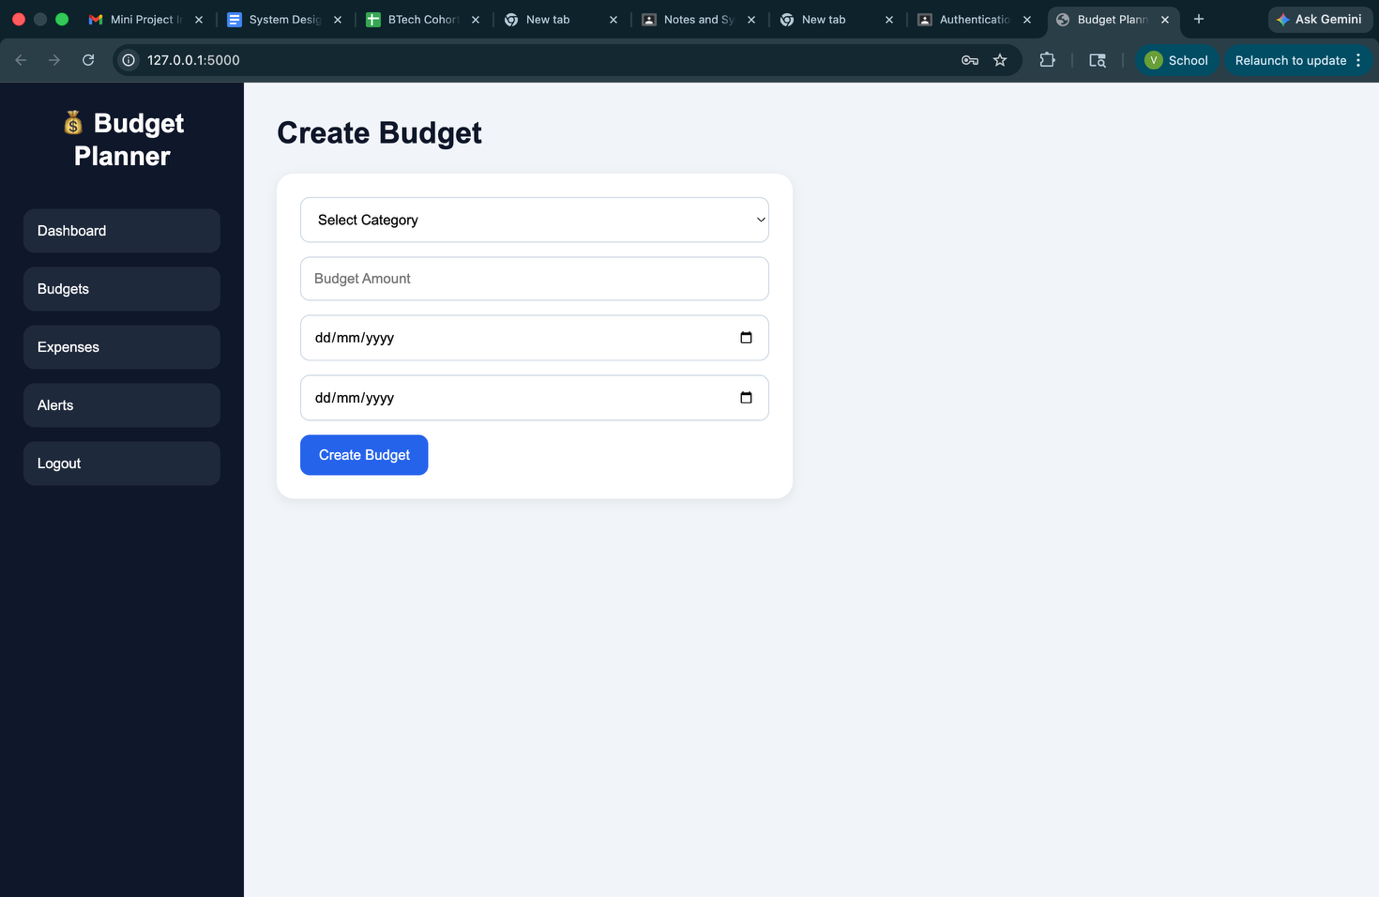 Mini Project I
System Desig
BTech Cohor
New tab
Notes and Sy
New tab
Authenticatio
Budget Plann
Ask Gemini
127.0.0.1:5000
V
School
Relaunch to update
💰 Budget
Planner
Dashboard
Budgets
Expenses
Alerts
Logout
Create Budget
Select Category
Budget Amount
dd/mm/yyyy
dd/mm/yyyy
Create Budget